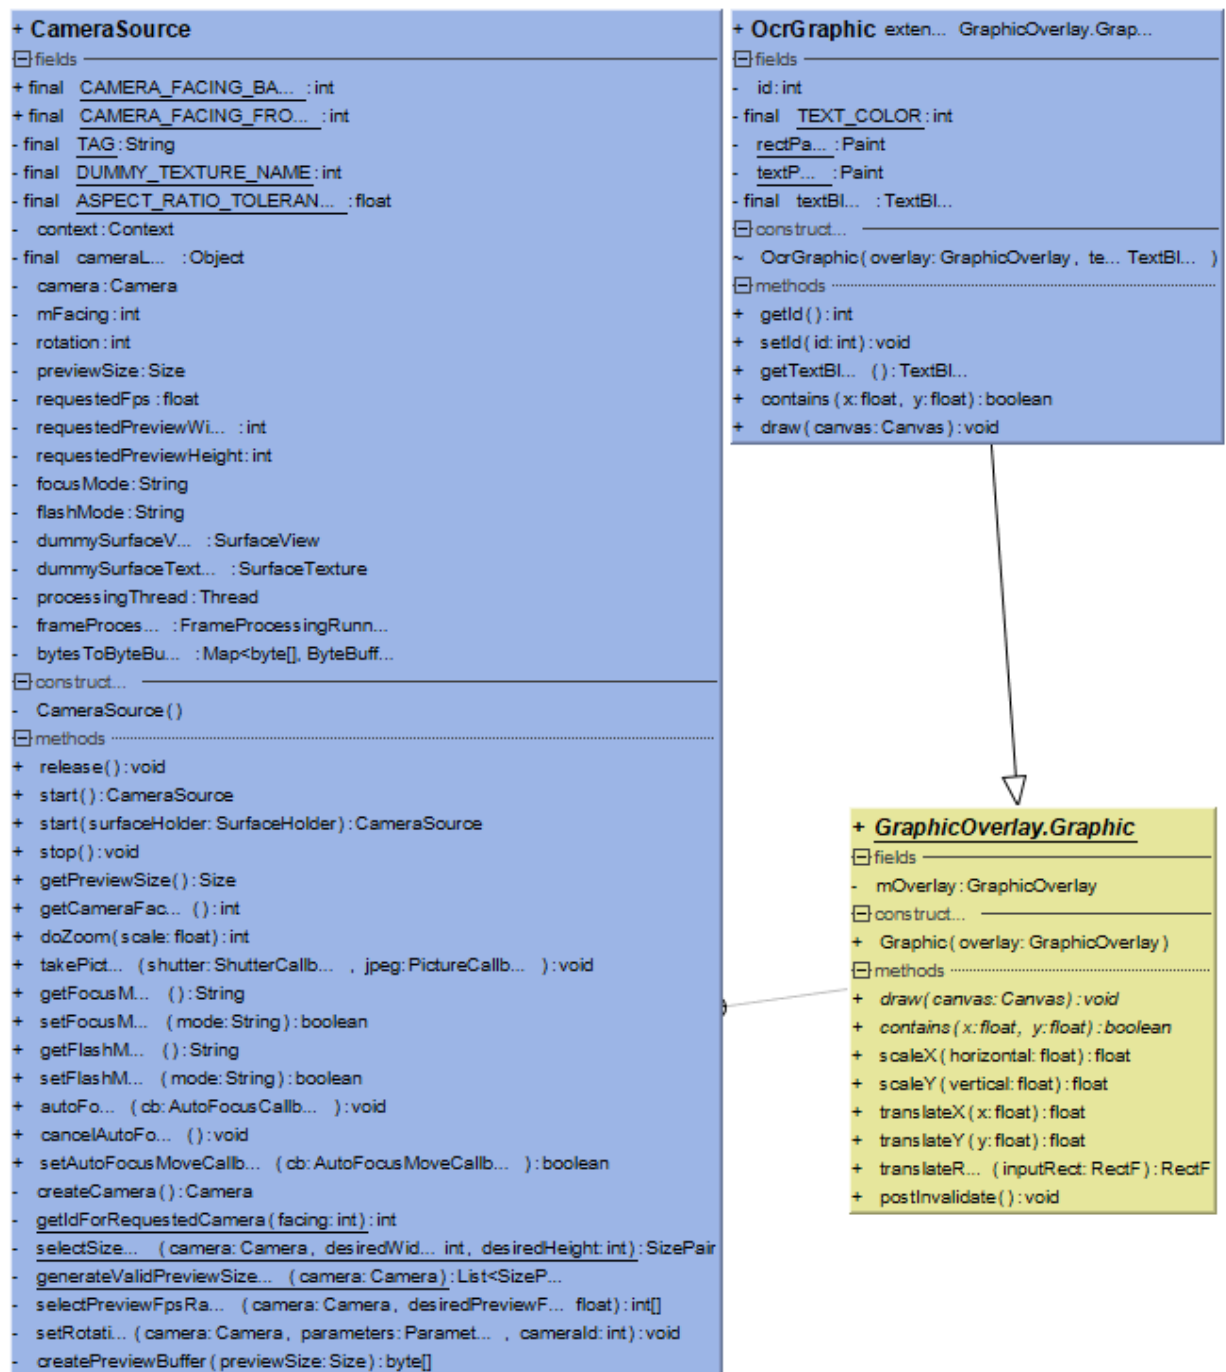 + CameraSource
fields
+ final CAMERA_FACING_BA... : int
+ final CAMERA_FACING_FRO... : int
- final TAG : String
- final DUMMY_TEXTURE_NAME : int
- final ASPECT_RATIO_TOLERAN... : float
- context : Context
- final cameraL... : Object
- camera : Camera
- mFacing : int
- rotation : int
- previewSize : Size
- requestedFps : float
- requestedPreviewWi... : int
- requestedPreviewHeight : int
- focusMode : String
- flashMode : String
- dummySurfaceV... : SurfaceView
- dummySurfaceText... : SurfaceTexture
- processingThread : Thread
- frameProces... : FrameProcessingRunn...
- bytesToByteBu... : Map<byte[], ByteBuff...
construct...
- CameraSource ( )
methods
+ release ( ) : void
+ start ( ) : CameraSource
+ start ( surfaceHolder: SurfaceHolder ) : CameraSource
+ stop ( ) : void
+ getPreviewSize ( ) : Size
+ getCameraFac... ( ) : int
+ doZoom ( scale: float ) : int
+ takePict... ( shutter: ShutterCallb... , jpeg: PictureCallb... ) : void
+ getFocusM... ( ) : String
+ setFocusM... ( mode: String ) : boolean
+ getFlashM... ( ) : String
+ setFlashM... ( mode: String ) : boolean
+ autoFo... ( cb: AutoFocusCallb... ) : void
+ cancelAutoFo... ( ) : void
+ setAutoFocusMoveCallb... ( cb: AutoFocusMoveCallb... ) : boolean
- createCamera ( ) : Camera
- getIdForRequestedCamera ( facing: int ) : int
- selectSize... ( camera: Camera, desiredWid... int, desiredHeight: int ) : SizePair
- generateValidPreviewSize... ( camera: Camera ) : List<SizeP...
- selectPreviewFpsRa... ( camera: Camera, desiredPreviewF... float ) : int[]
- setRotati... ( camera: Camera, parameters: Paramet... , cameraId: int ) : void
- createPreviewBuffer ( previewSize: Size ) : byte[]
+ OcrGraphic exten... GraphicOverlay.Grap...
fields
- id : int
- final TEXT_COLOR : int
- rectPa... : Paint
- textP... : Paint
- final textBl... : TextBl...
construct...
~ OcrGraphic ( overlay: GraphicOverlay , te... TextBl... )
methods
+ getId ( ) : int
+ setId ( id: int ) : void
+ getTextBl... ( ) : TextBl...
+ contains ( x: float, y: float ) : boolean
+ draw ( canvas: Canvas ) : void
+ GraphicOverlay.Graphic
fields
- mOverlay : GraphicOverlay
construct...
+ Graphic ( overlay: GraphicOverlay )
methods
+ draw ( canvas: Canvas ) : void
+ contains ( x: float, y: float ) : boolean
+ scaleX ( horizontal: float ) : float
+ scaleY ( vertical: float ) : float
+ translateX ( x: float ) : float
+ translateY ( y: float ) : float
+ translateR... ( inputRect: RectF ) : RectF
+ postInvalidate ( ) : void